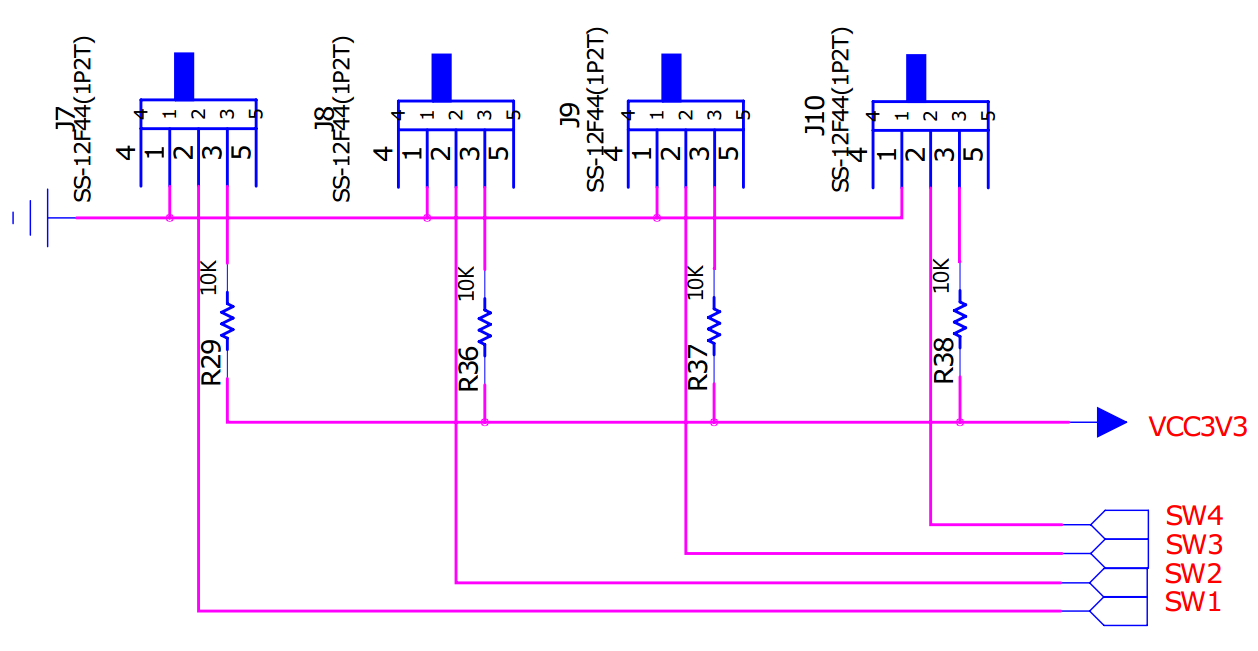 J7
SS-12F44(1P2T)
4 1 2 3 5
4 1 2 3 5
J8
SS-12F44(1P2T)
4 1 2 3 5
4 1 2 3 5
J9
SS-12F44(1P2T)
4 1 2 3 5
4 1 2 3 5
J10
SS-12F44(1P2T)
4 1 2 3 5
4 1 2 3 5
10K
R29
10K
R36
10K
R37
10K
R38
VCC3V3
SW4
SW3
SW2
SW1